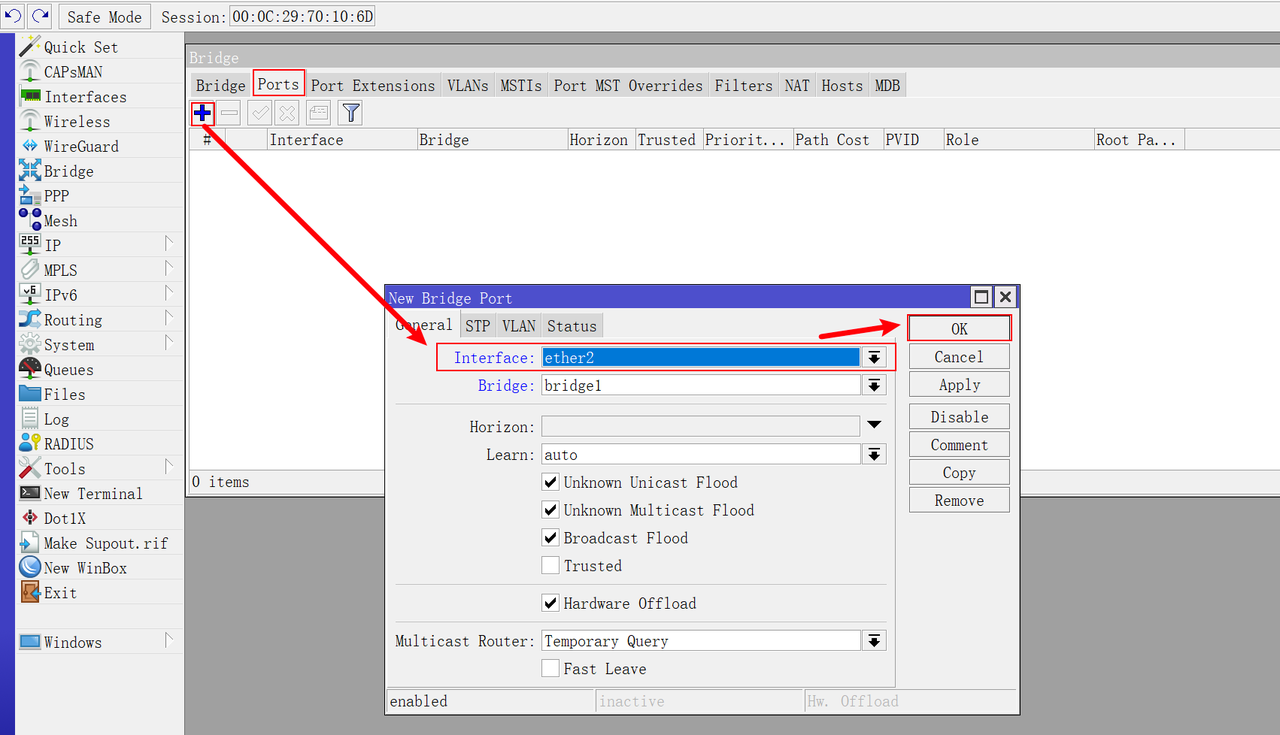 Safe Mode Session: 00:0C:29:70:10:6D
Quick Set
CAPsMAN
Interfaces
Wireless
WireGuard
Bridge
PPP
Mesh
255 IP
MPLS
v6 IPv6
Routing
System
Queues
Files
Log
RADIUS
Tools
New Terminal
Dot1X
Make Supout.rif
New WinBox
Exit
Windows
Bridge
Bridge Ports Port Extensions VLANs MSTIs Port MST Overrides Filters NAT Hosts MDB
# Interface Bridge Horizon Trusted Priorit... Path Cost PVID Role Root Pa...
0 items
New Bridge Port
General STP VLAN Status
Interface: ether2
Bridge: bridge1
Horizon:
Learn: auto
Unknown Unicast Flood
Unknown Multicast Flood
Broadcast Flood
Trusted
Hardware Offload
Multicast Router: Temporary Query
Fast Leave
OK
Cancel
Apply
Disable
Comment
Copy
Remove
enabled inactive Hw. Offload